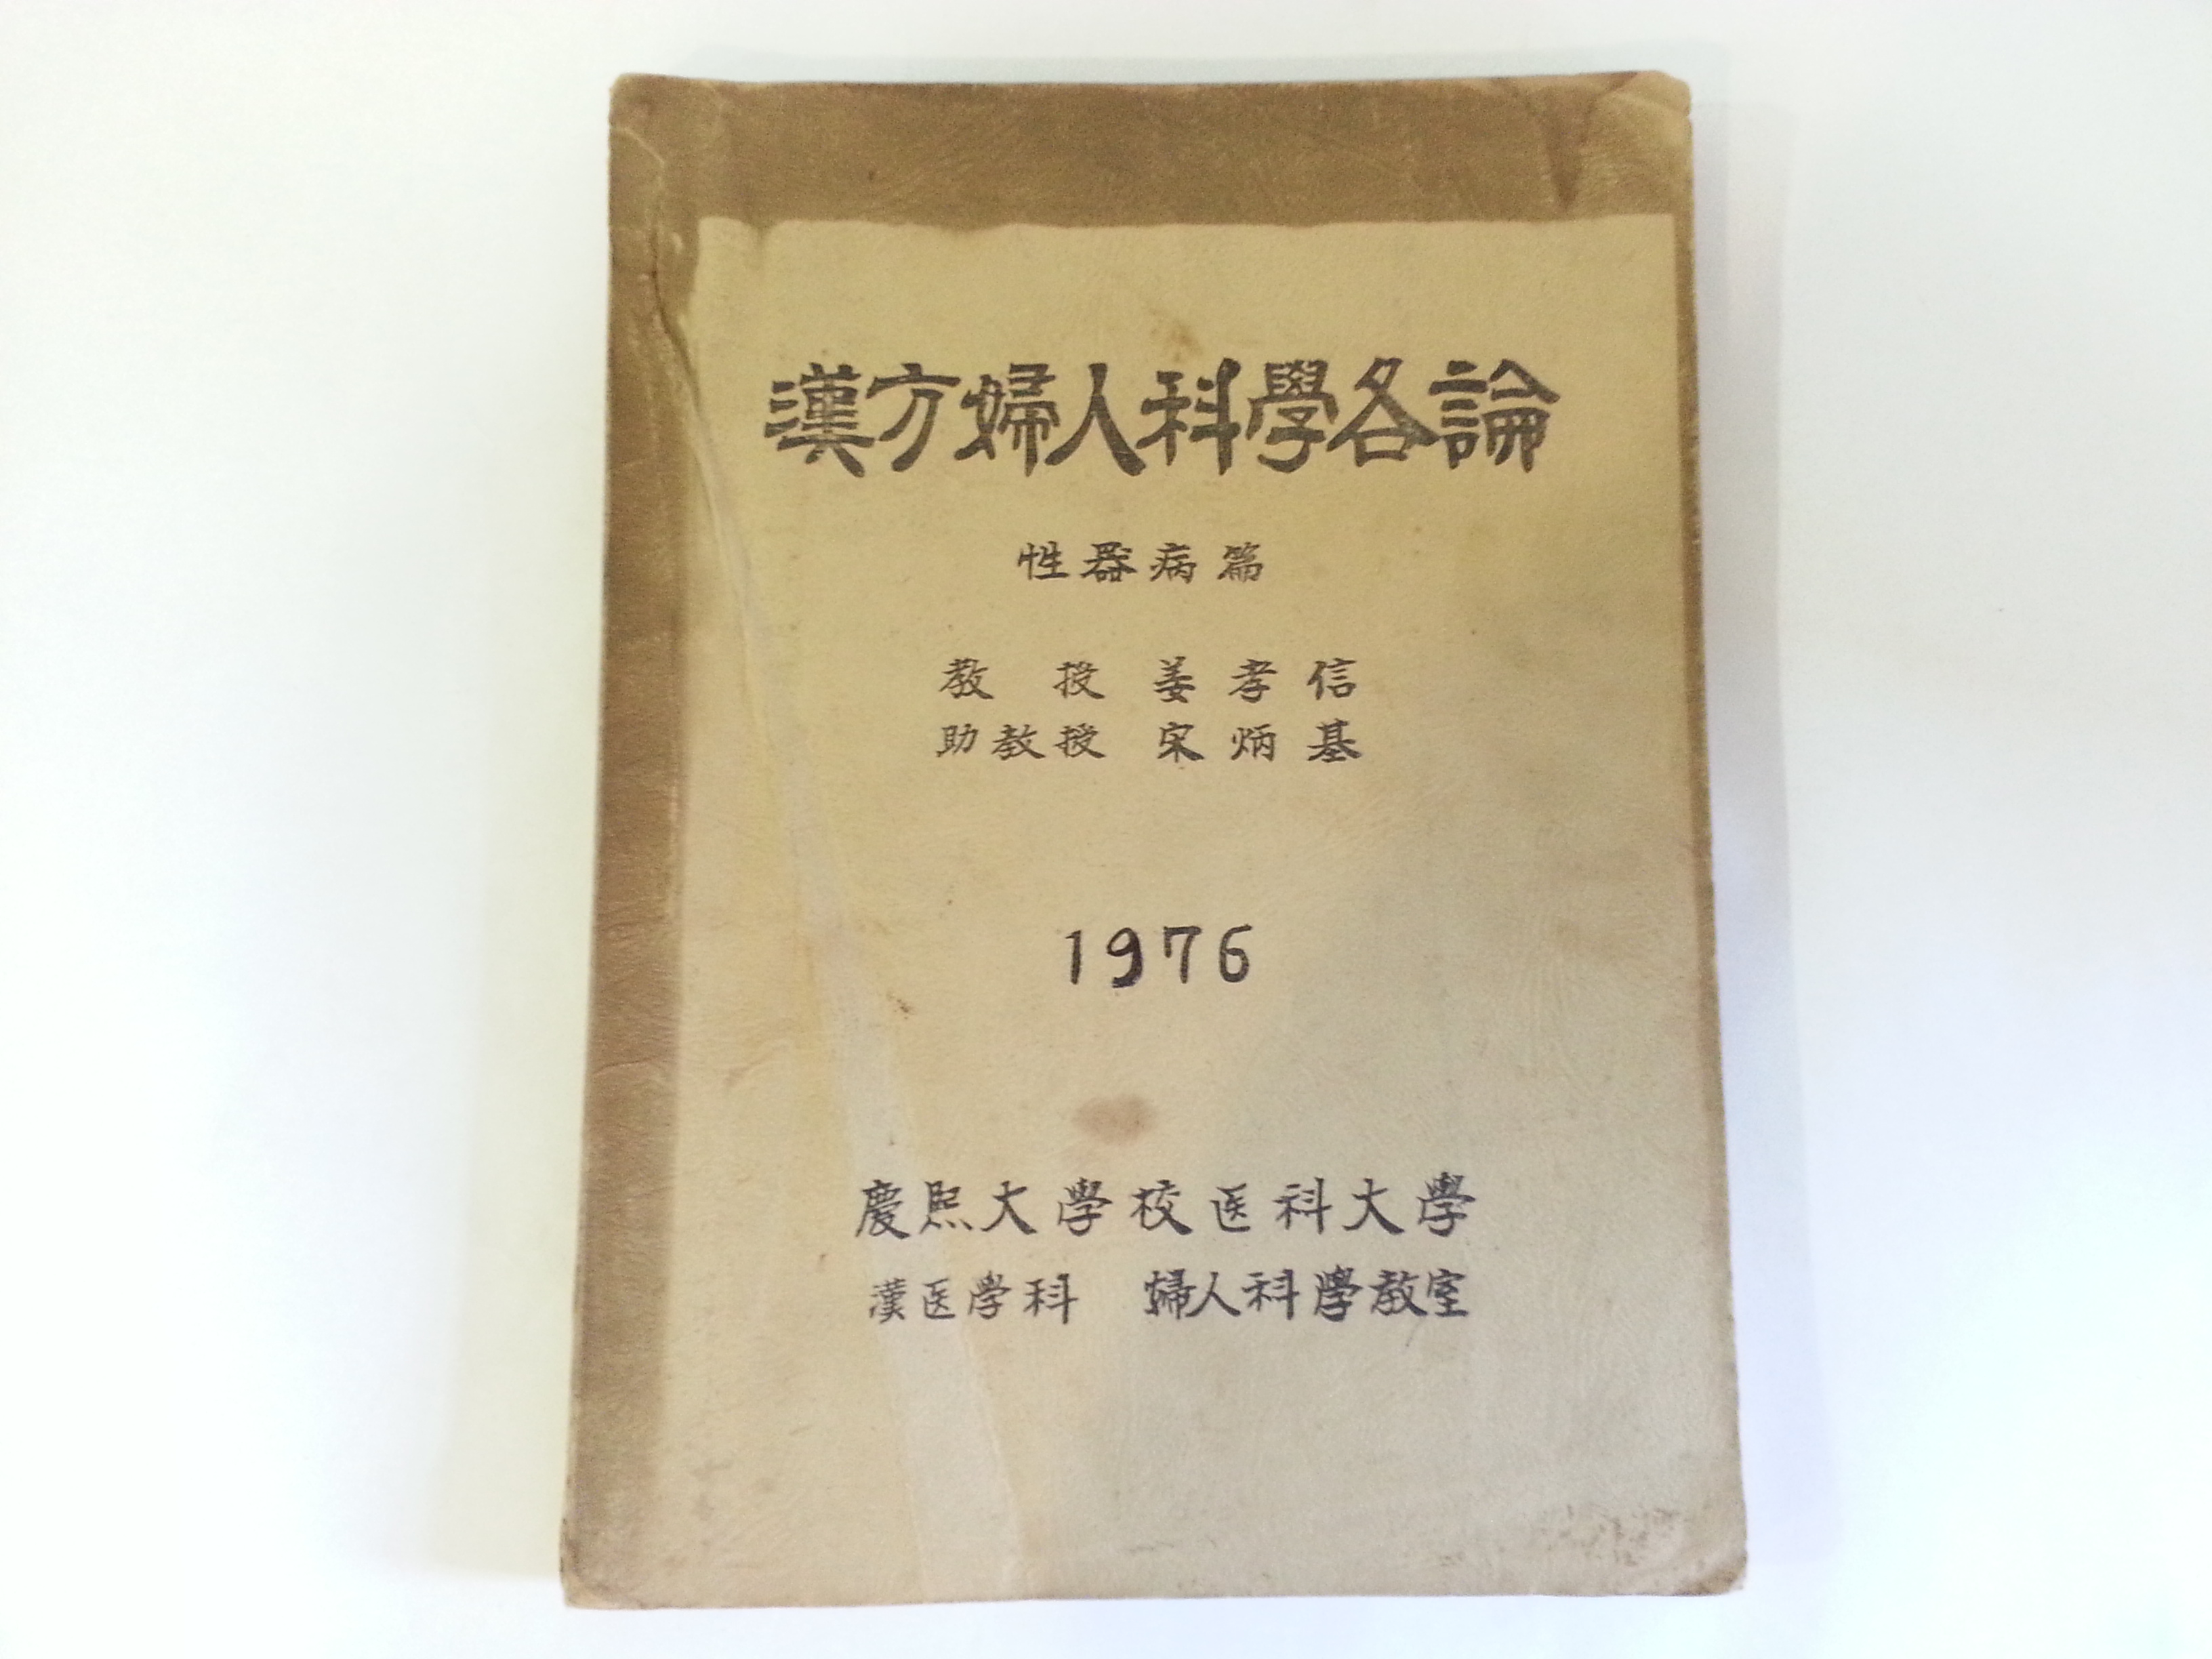 漢方婦人科學各論
性器病篇
教 授 姜孝信
助教授 宋炳基
1976
慶熙大學校医科大學
漢医学科 婦人科學教室